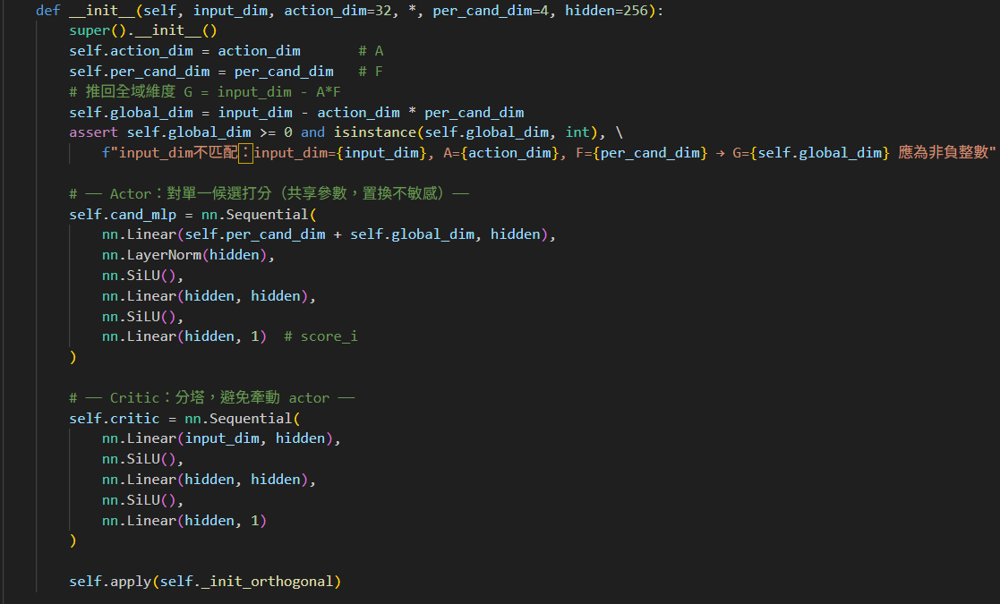 def __init__(self, input_dim, action_dim=32, *, per_cand_dim=4, hidden=256):
    super().__init__()
    self.action_dim = action_dim       # A
    self.per_cand_dim = per_cand_dim   # F
    # 推回全域維度 G = input_dim - A*F
    self.global_dim = input_dim - action_dim * per_cand_dim
    assert self.global_dim >= 0 and isinstance(self.global_dim, int), \
        f"input_dim不匹配：input_dim={input_dim}, A={action_dim}, F={per_cand_dim} → G={self.global_dim} 應為非負整數"

    # —— Actor：對單一候選打分（共享參數，置換不敏感）——
    self.cand_mlp = nn.Sequential(
        nn.Linear(self.per_cand_dim + self.global_dim, hidden),
        nn.LayerNorm(hidden),
        nn.SiLU(),
        nn.Linear(hidden, hidden),
        nn.SiLU(),
        nn.Linear(hidden, 1)  # score_i
    )

    # —— Critic：分塔，避免牽動 actor ——
    self.critic = nn.Sequential(
        nn.Linear(input_dim, hidden),
        nn.SiLU(),
        nn.Linear(hidden, hidden),
        nn.SiLU(),
        nn.Linear(hidden, 1)
    )

    self.apply(self._init_orthogonal)